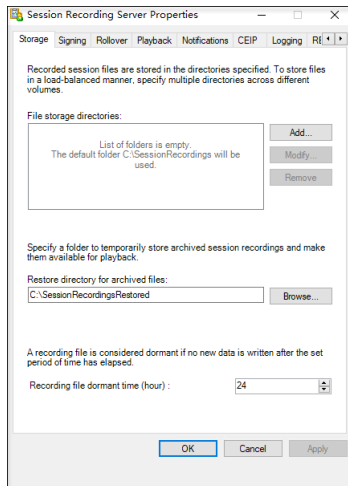 Session Recording Server Properties
Storage Signing Rollover Playback Notifications CEIP Logging
Recorded session files are stored in the directories specified. To store files
in a load-balanced manner, specify multiple directories across different
volumes.
File storage directories:
List of folders is empty.
The default folder C:\SessionRecordings will be
used.
Add...
Modify...
Remove
Specify a folder to temporarily store archived session recordings and make
them available for playback.
Restore directory for archived files:
C:\SessionRecordingsRestored
Browse...
A recording file is considered dormant if no new data is written after the set
period of time has elapsed.
Recording file dormant time (hour) :
24
OK Cancel Apply